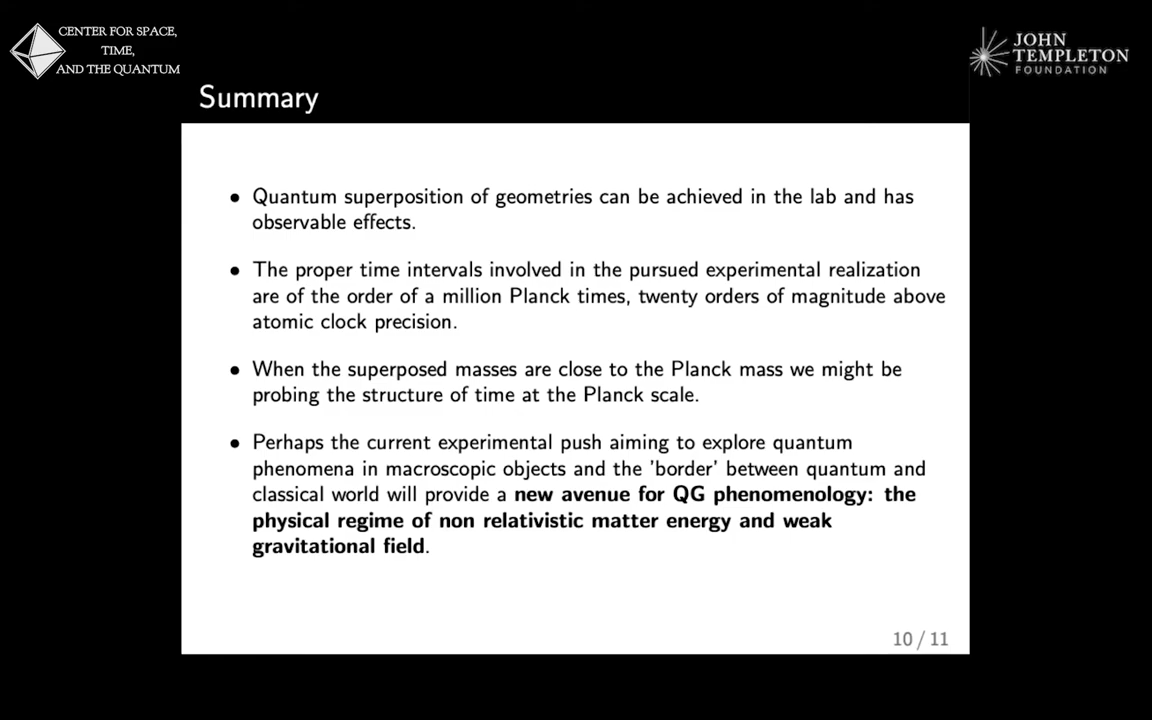 CENTER FOR SPACE,
TIME,
AND THE QUANTUM
JOHN
TEMPLETON
FOUNDATION
Summary
• Quantum superposition of geometries can be achieved in the lab and has
observable effects.
• The proper time intervals involved in the pursued experimental realization
are of the order of a million Planck times, twenty orders of magnitude above
atomic clock precision.
• When the superposed masses are close to the Planck mass we might be
probing the structure of time at the Planck scale.
• Perhaps the current experimental push aiming to explore quantum
phenomena in macroscopic objects and the 'border' between quantum and
classical world will provide a new avenue for QG phenomenology: the
physical regime of non relativistic matter energy and weak
gravitational field.
10 / 11